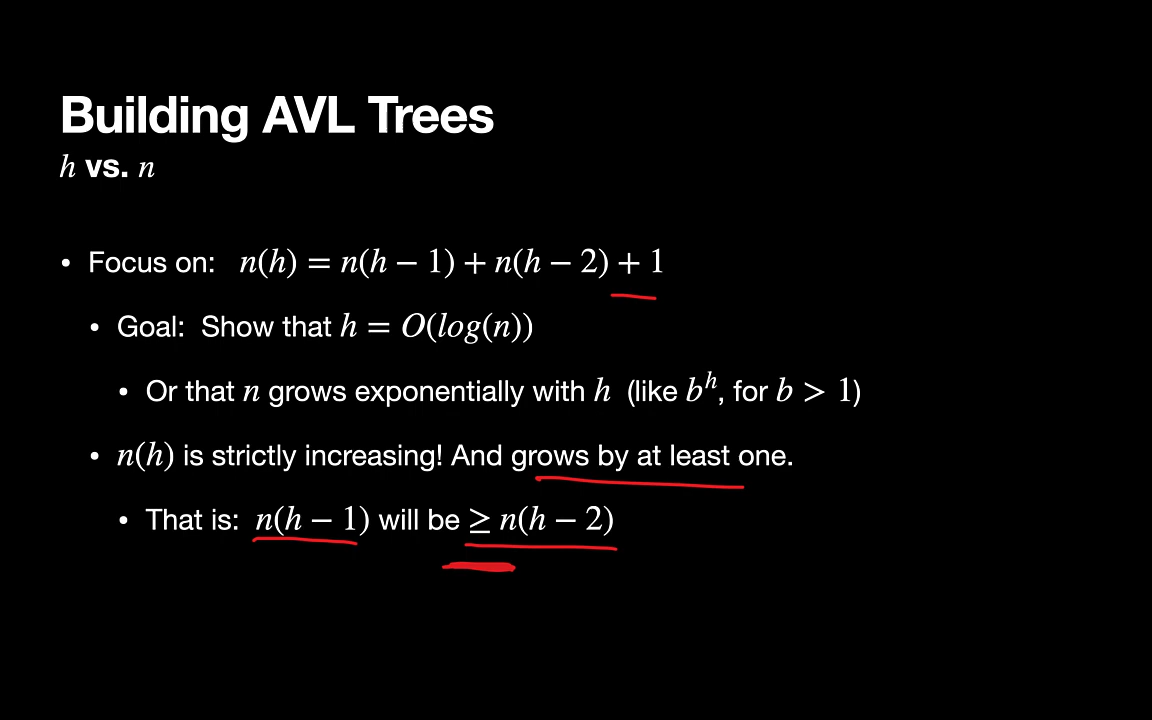 Building AVL Trees
h vs. n
• Focus on: n(h) = n(h − 1) + n(h − 2) + 1
• Goal: Show that h = O(log(n))
• Or that n grows exponentially with h (like b^h, for b > 1)
• n(h) is strictly increasing! And grows by at least one.
• That is: n(h − 1) will be ≥ n(h − 2)